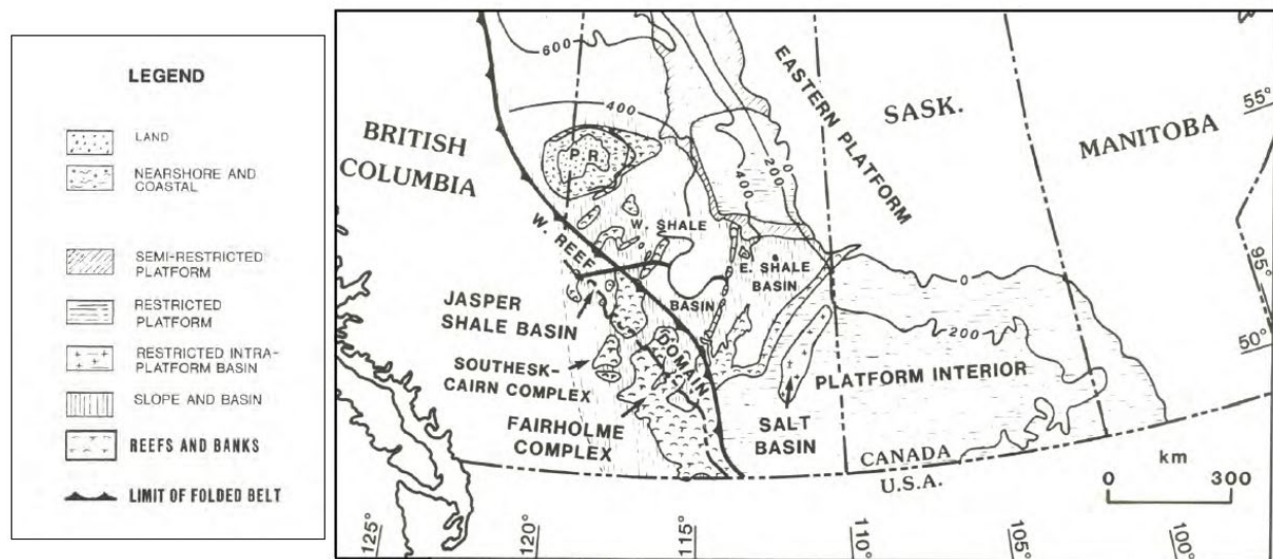 LEGEND
LAND
NEARSHORE AND
COASTAL
SEMI-RESTRICTED
PLATFORM
RESTRICTED
PLATFORM
RESTRICTED INTRA-
PLATFORM BASIN
SLOPE AND BASIN
REEFS AND BANKS
LIMIT OF FOLDED BELT
600
400
BRITISH
COLUMBIA
P. R.
W. REEF
DOMAIN
W. SHALE
BASIN
E. SHALE
BASIN
EASTERN PLATFORM
0
200
400
SASK.
MANITOBA
55°
95°
50°
0
200
JASPER
SHALE BASIN
SOUTHESK-
CAIRN COMPLEX
FAIRHOLME
COMPLEX
SALT
BASIN
PLATFORM INTERIOR
CANADA
U.S.A.
km
0 300
125°
120°
115°
110°
105°
100°